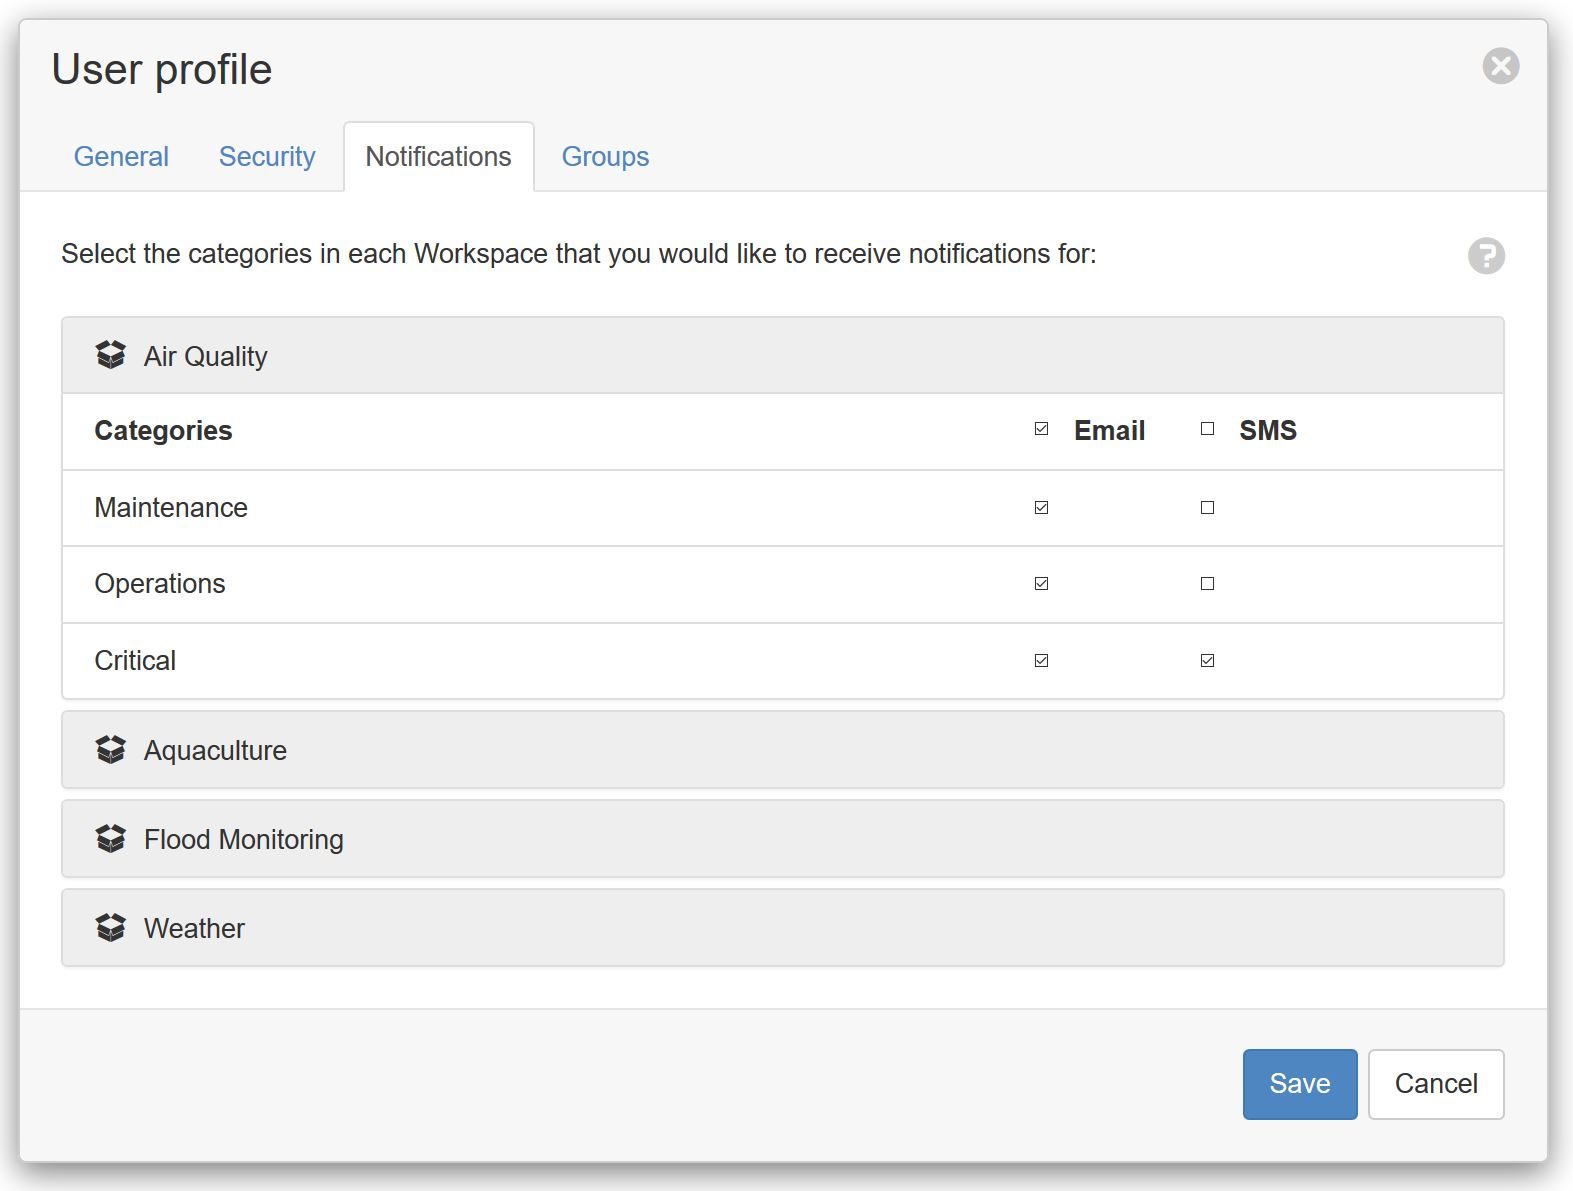 User profile
General Security Notifications Groups
Select the categories in each Workspace that you would like to receive notifications for:
Air Quality
Categories Email SMS
Maintenance
Operations
Critical
Aquaculture
Flood Monitoring
Weather
Save Cancel